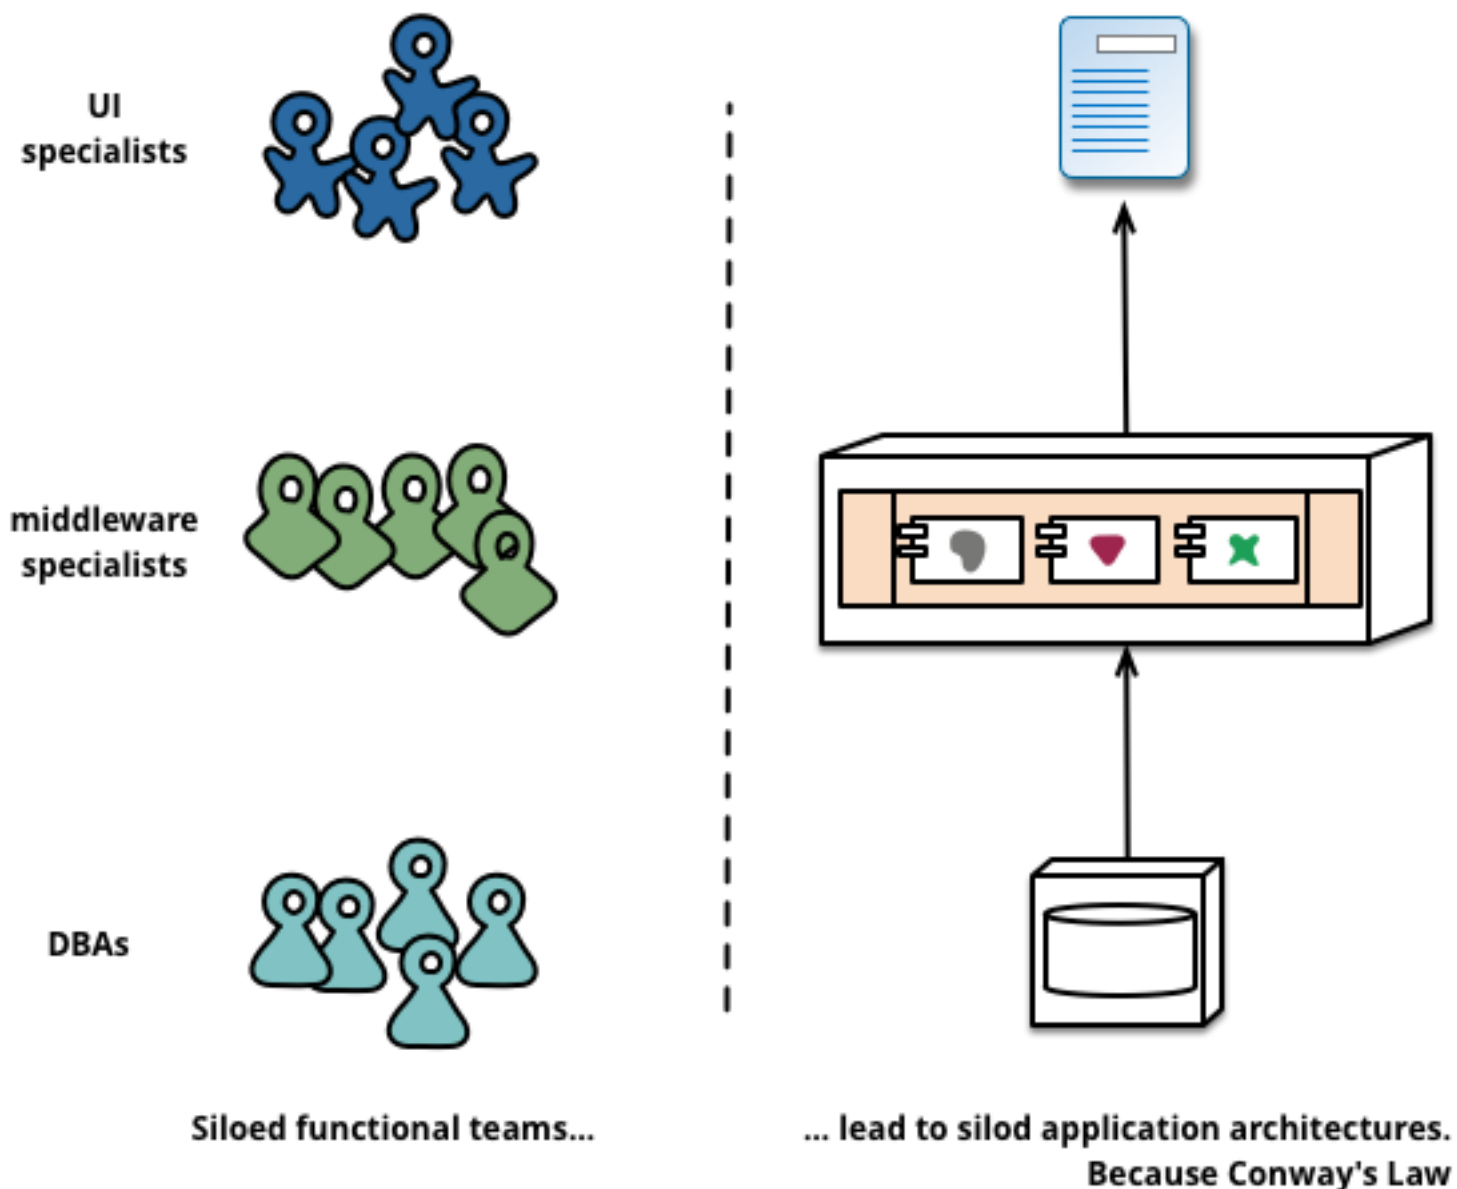 UI
specialists
middleware
specialists
DBAs
Siloed functional teams...
... lead to silod application architectures.
Because Conway's Law